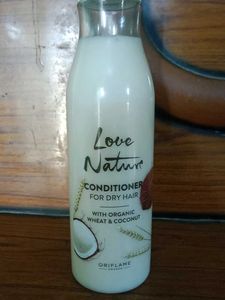 Love
Nature
CONDITIONER
FOR DRY HAIR
WITH ORGANIC
WHEAT & COCONUT
ORIFLAME